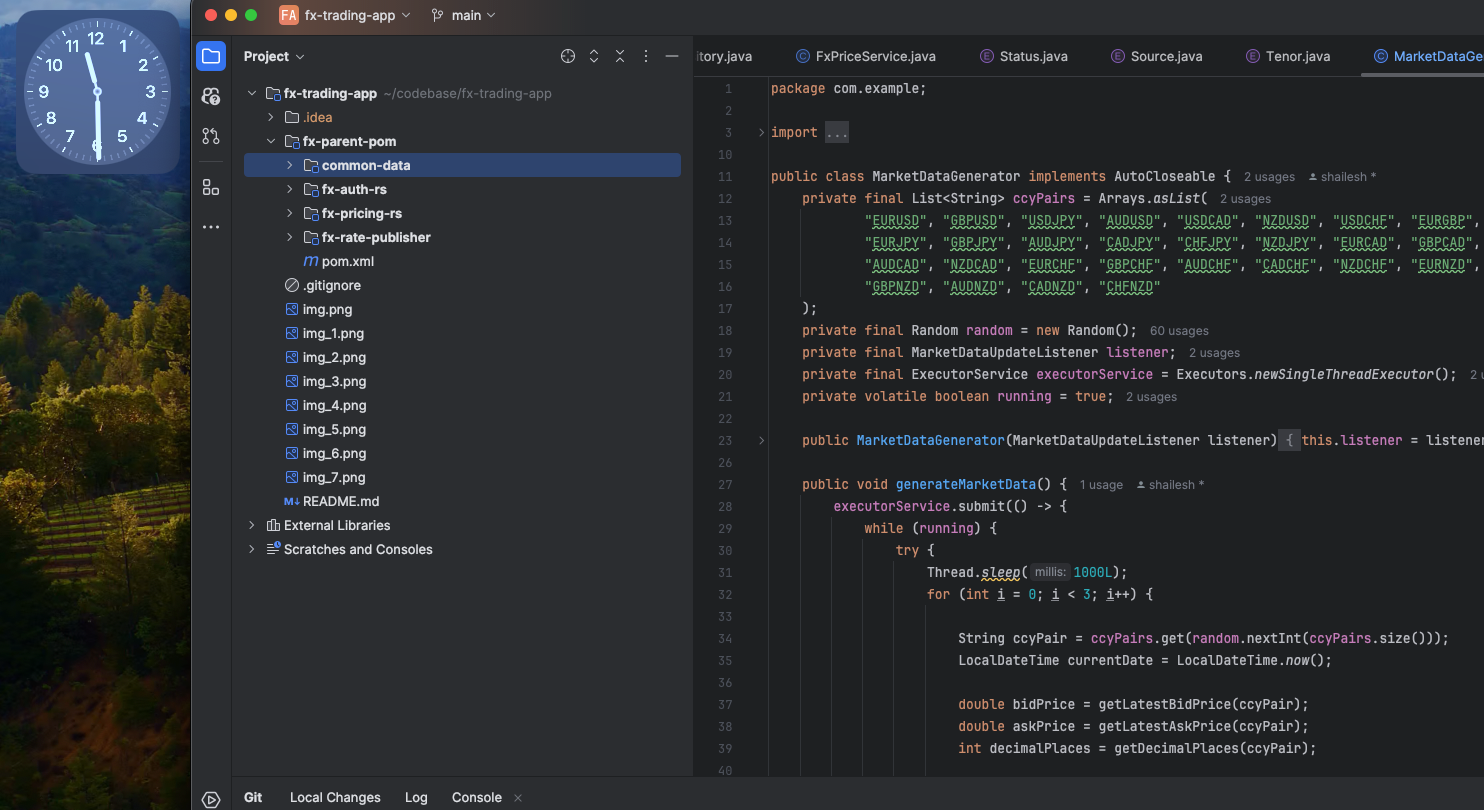 12
1
2
3
4
5
6
7
8
9
10
11
FA fx-trading-app main
Project
fx-trading-app ~/codebase/fx-trading-app
.idea
fx-parent-pom
common-data
fx-auth-rs
fx-pricing-rs
fx-rate-publisher
m pom.xml
.gitignore
img.png
img_1.png
img_2.png
img_3.png
img_4.png
img_5.png
img_6.png
img_7.png
M↓ README.md
External Libraries
Scratches and Consoles
itory.java C FxPriceService.java E Status.java E Source.java E Tenor.java C MarketDataGe
1 package com.example;
2
3 import ...
10
11 public class MarketDataGenerator implements AutoCloseable { 2 usages shailesh *
12 private final List<String> ccyPairs = Arrays.asList( 2 usages
13 "EURUSD", "GBPUSD", "USDJPY", "AUDUSD", "USDCAD", "NZDUSD", "USDCHF", "EURGBP",
14 "EURJPY", "GBPJPY", "AUDJPY", "CADJPY", "CHFJPY", "NZDJPY", "EURCAD", "GBPCAD",
15 "AUDCAD", "NZDCAD", "EURCHF", "GBPCHF", "AUDCHF", "CADCHF", "NZDCHF", "EURNZD",
16 "GBPNZD", "AUDNZD", "CADNZD", "CHFNZD"
17 );
18 private final Random random = new Random(); 60 usages
19 private final MarketDataUpdateListener listener; 2 usages
20 private final ExecutorService executorService = Executors.newSingleThreadExecutor(); 2 u
21 private volatile boolean running = true; 2 usages
22
23 public MarketDataGenerator(MarketDataUpdateListener listener) { this.listener = listener
26
27 public void generateMarketData() { 1 usage shailesh *
28 executorService.submit(() -> {
29 while (running) {
30 try {
31 Thread.sleep( millis: 1000L);
32 for (int i = 0; i < 3; i++) {
33
34 String ccyPair = ccyPairs.get(random.nextInt(ccyPairs.size()));
35 LocalDateTime currentDate = LocalDateTime.now();
36
37 double bidPrice = getLatestBidPrice(ccyPair);
38 double askPrice = getLatestAskPrice(ccyPair);
39 int decimalPlaces = getDecimalPlaces(ccyPair);
40
Git Local Changes Log Console ×